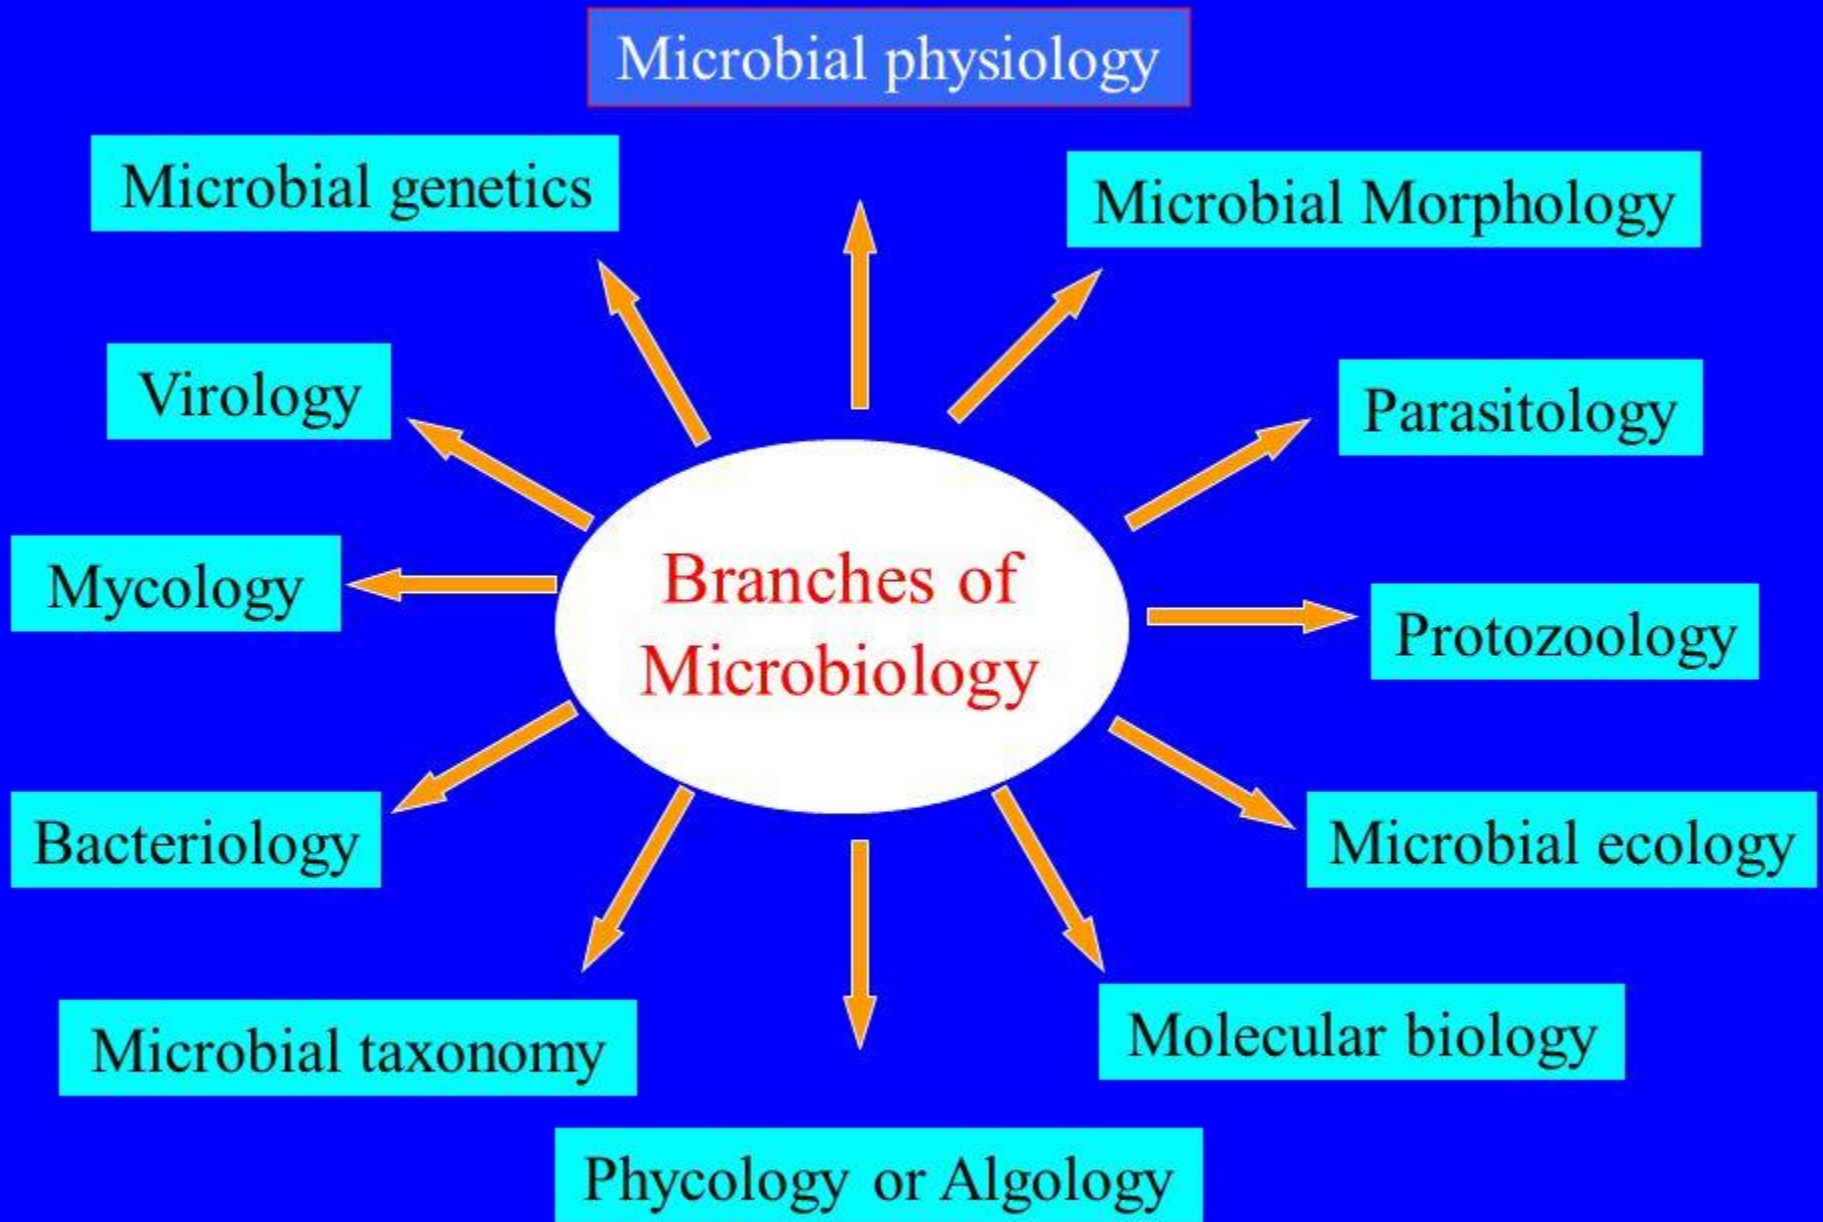 Microbial physiology
Microbial genetics
Microbial Morphology
Virology
Parasitology
Mycology
Branches of
Microbiology
Protozoology
Bacteriology
Microbial ecology
Microbial taxonomy
Molecular biology
Phycology or Algology